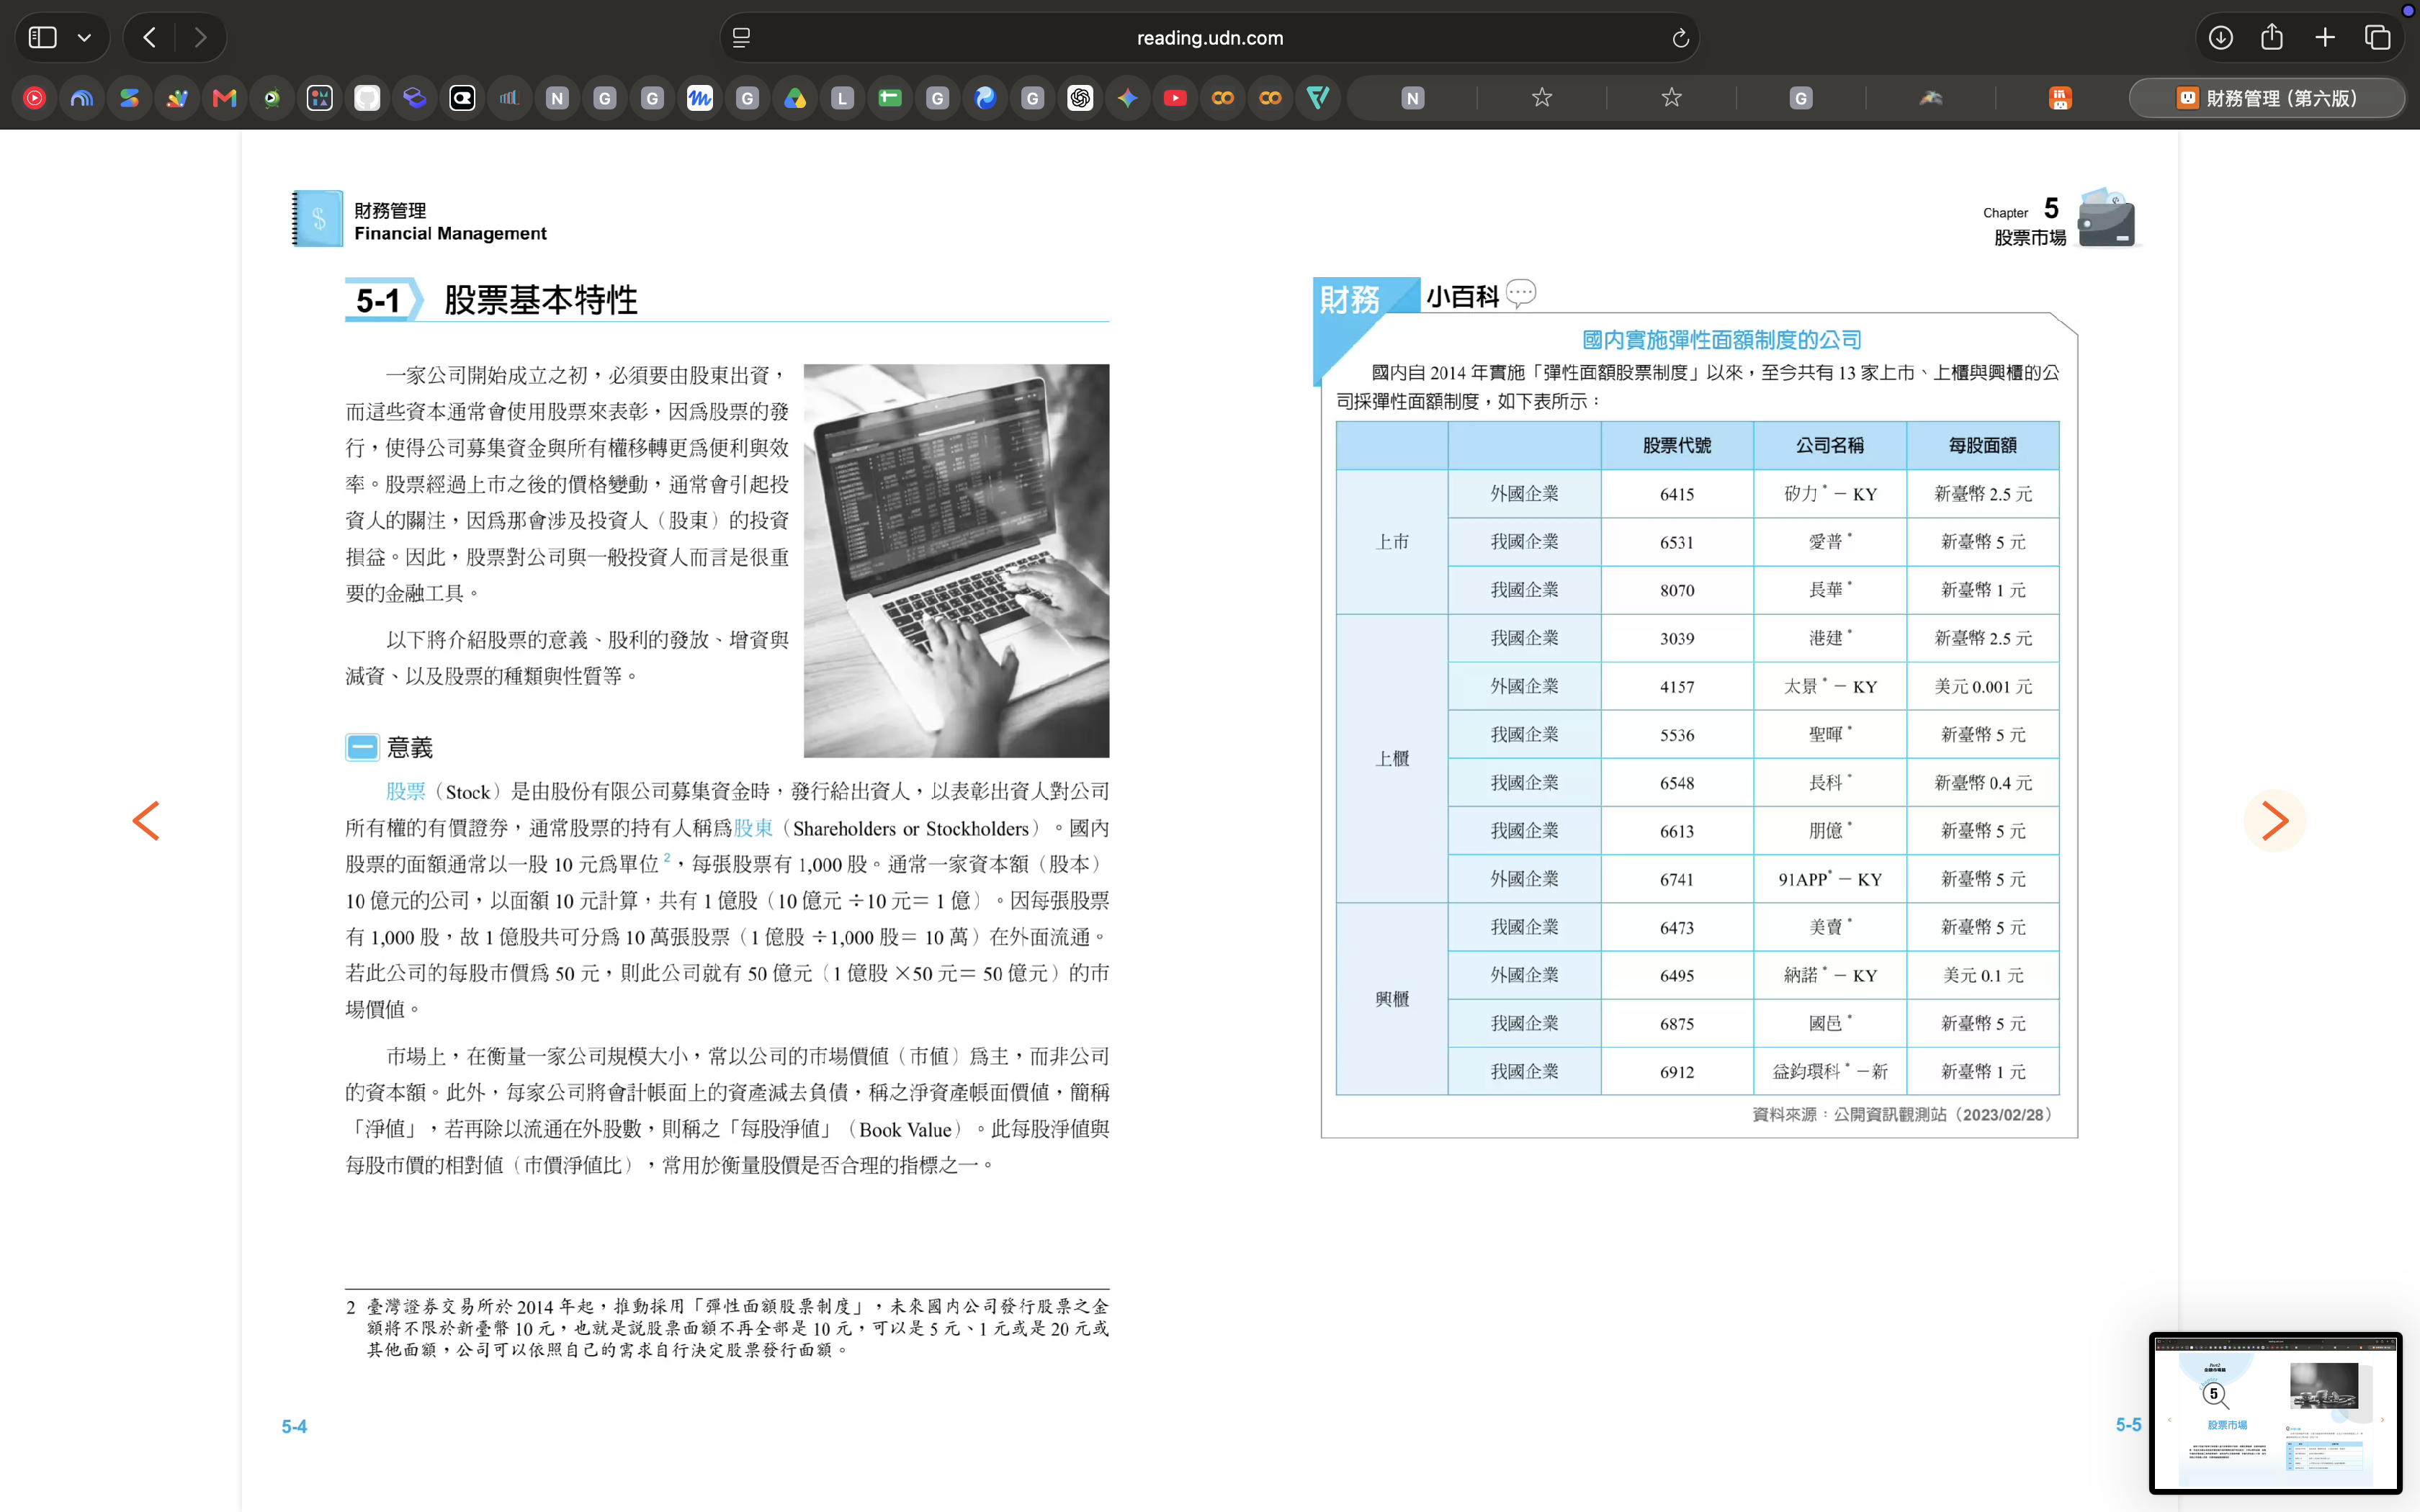 reading.udn.com
N
G
G
G
L
G
G
N
G
財務管理 (第六版)
財務管理
Financial Management
5-1 股票基本特性
一家公司開始成立之初，必須要由股東出資，
而這些資本通常會使用股票來表彰，因爲股票的發
行，使得公司募集資金與所有權移轉更爲便利與效
率。股票經過上市之後的價格變動，通常會引起投
資人的關注，因爲那會涉及投資人（股東）的投資
損益。因此，股票對公司與一般投資人而言是很重
要的金融工具。
以下將介紹股票的意義、股利的發放、增資與
減資、以及股票的種類與性質等。
一 意義
股票（Stock）是由股份有限公司募集資金時，發行給出資人，以表彰出資人對公司
所有權的有價證券，通常股票的持有人稱爲股東（Shareholders or Stockholders）。國內
股票的面額通常以一股 10 元爲單位 2，每張股票有 1,000 股。通常一家資本額（股本）
10 億元的公司，以面額 10 元計算，共有 1 億股（10 億元 ÷10 元＝ 1 億）。因每張股票
有 1,000 股，故 1 億股共可分爲 10 萬張股票（1 億股 ÷1,000 股＝ 10 萬）在外面流通。
若此公司的每股市價爲 50 元，則此公司就有 50 億元（1 億股 ×50 元＝ 50 億元）的市
場價值。
市場上，在衡量一家公司規模大小，常以公司的市場價值（市值）爲主，而非公司
的資本額。此外，每家公司將會計帳面上的資產減去負債，稱之淨資產帳面價值，簡稱
「淨值」，若再除以流通在外股數，則稱之「每股淨值」（Book Value）。此每股淨值與
每股市價的相對值（市價淨值比），常用於衡量股價是否合理的指標之一。
2 臺灣證券交易所於 2014 年起，推動採用「彈性面額股票制度」，未來國內公司發行股票之金
額將不限於新臺幣 10 元，也就是說股票面額不再全部是 10 元，可以是 5 元、1 元或是 20 元或
其他面額，公司可以依照自己的需求自行決定股票發行面額。
5-4
Chapter 5
股票市場
財務 小百科
國內實施彈性面額制度的公司
國內自 2014 年實施「彈性面額股票制度」以來，至今共有 13 家上市、上櫃與興櫃的公
司採彈性面額制度，如下表所示：
股票代號 公司名稱 每股面額
上市 外國企業 6415 矽力*－KY 新臺幣 2.5 元
我國企業 6531 愛普* 新臺幣 5 元
我國企業 8070 長華* 新臺幣 1 元
上櫃 我國企業 3039 港建* 新臺幣 2.5 元
外國企業 4157 太景*－KY 美元 0.001 元
我國企業 5536 聖暉* 新臺幣 5 元
我國企業 6548 長科* 新臺幣 0.4 元
我國企業 6613 朋億* 新臺幣 5 元
外國企業 6741 91APP*－KY 新臺幣 5 元
興櫃 我國企業 6473 美賣* 新臺幣 5 元
外國企業 6495 納諾*－KY 美元 0.1 元
我國企業 6875 國邑* 新臺幣 5 元
我國企業 6912 益鈞環科*－新 新臺幣 1 元
資料來源：公開資訊觀測站（2023/02/28）
5-5
5
股票市場